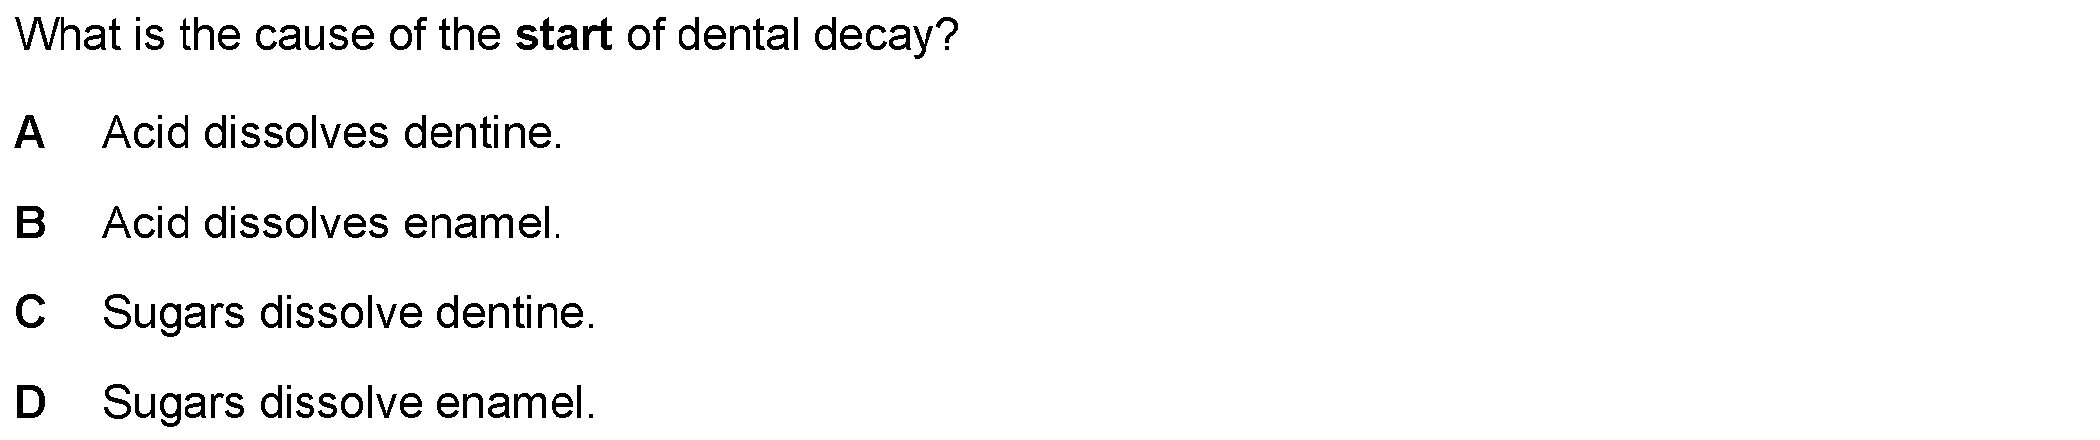 What is the cause of the start of dental decay?
A Acid dissolves dentine.
B Acid dissolves enamel.
C Sugars dissolve dentine.
D Sugars dissolve enamel.